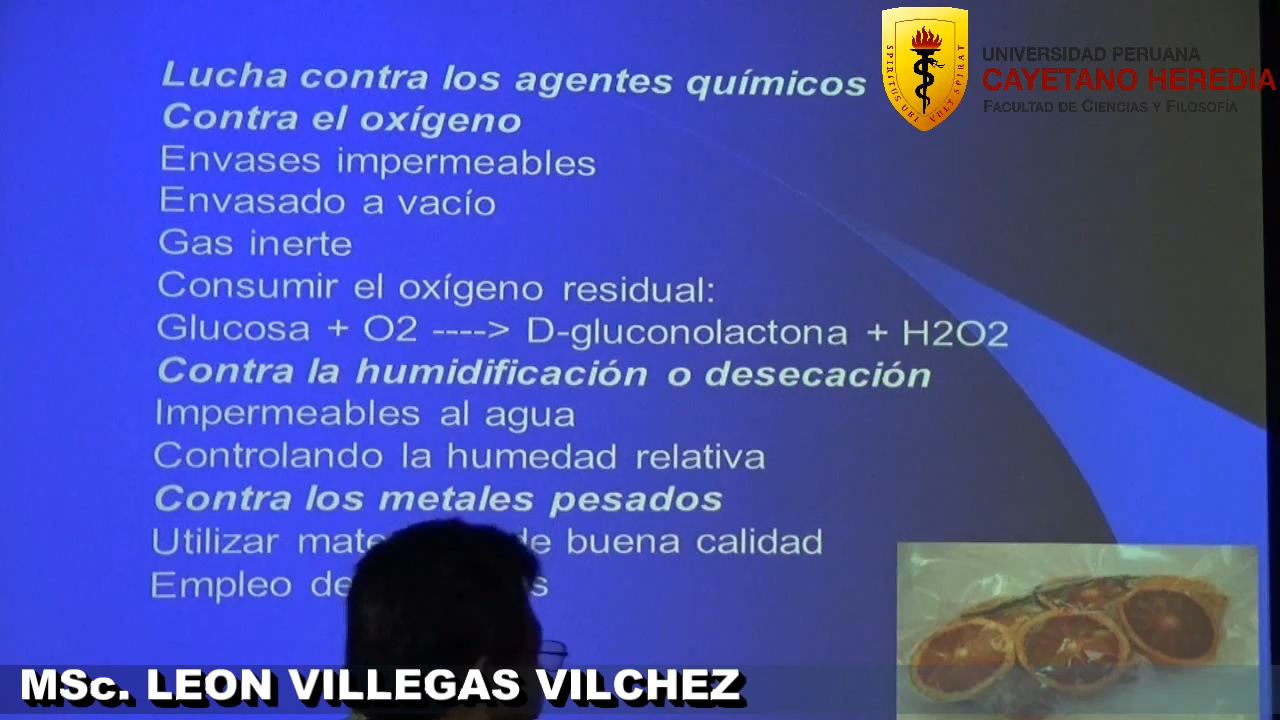 Lucha contra los agentes químicos
Contra el oxígeno
Envases impermeables
Envasado a vacío
Gas inerte
Consumir el oxígeno residual:
Glucosa + O2 ----> D-gluconolactona + H2O2
Contra la humidificación o desecación
Impermeables al agua
Controlando la humedad relativa
Contra los metales pesados
Utilizar de buena calidad
Empleo
SPIRITUS UBI VULT SPIRAT
UNIVERSIDAD PERUANA
CAYETANO HEREDIA
FACULTAD DE CIENCIAS Y FILOSOFÍA
MSc. LEON VILLEGAS VILCHEZ